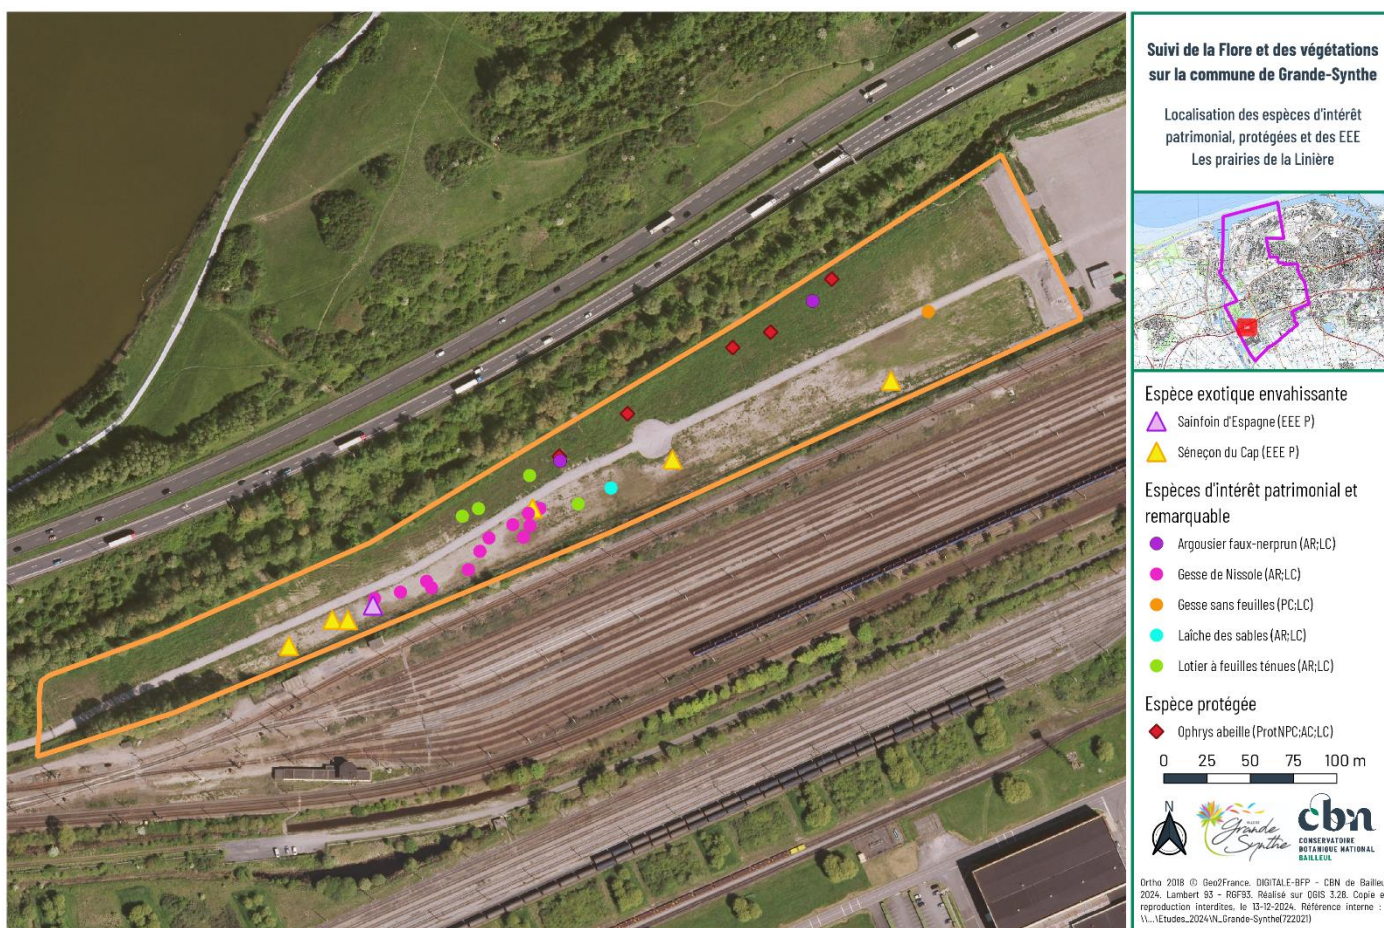 Suivi de la Flore et des végétations
sur la commune de Grande-Synthe
Localisation des espèces d'intérêt
patrimonial, protégées et des EEE
Les prairies de la Linière
Espèce exotique envahissante
Sainfoin d'Espagne (EEE P)
Séneçon du Cap (EEE P)
Espèces d'intérêt patrimonial et
remarquable
Argousier faux-nerprun (AR;LC)
Gesse de Nissole (AR;LC)
Gesse sans feuilles (PC;LC)
Laîche des sables (AR;LC)
Lotier à feuilles ténues (AR;LC)
Espèce protégée
Ophrys abeille (ProtNPC;AC;LC)
0 25 50 75 100 m
N
Grande
Synthe
cbn
CONSERVATOIRE
BOTANIQUE NATIONAL
BAILLEUL
Ortho 2018 © Geo2France. DIGITALE-BFP - CBN de Bailleu
2024. Lambert 93 - RGF93. Réalisé sur QGIS 3.28. Copie e
reproduction interdites, le 13-12-2024. Référence interne :
\\...\Etudes_2024\N_Grande-Synthe(722021)